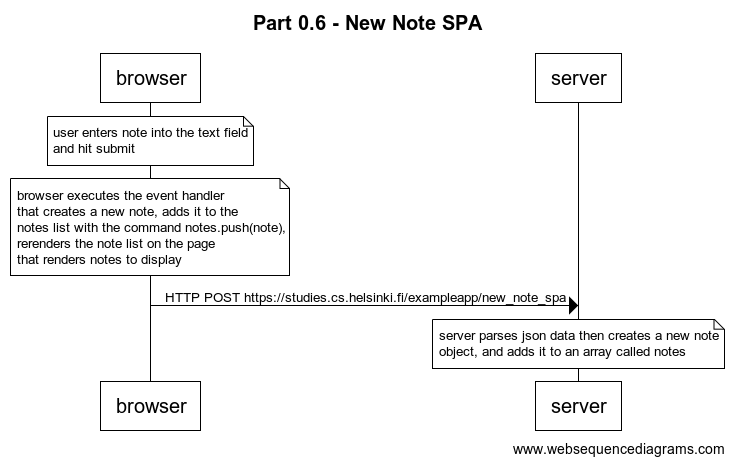 Part 0.6 - New Note SPA
browser
server
user enters note into the text field
and hit submit
browser executes the event handler
that creates a new note, adds it to the
notes list with the command notes.push(note),
rerenders the note list on the page
that renders notes to display
HTTP POST https://studies.cs.helsinki.fi/exampleapp/new_note_spa
server parses json data then creates a new note
object, and adds it to an array called notes
browser
server
www.websequencediagrams.com